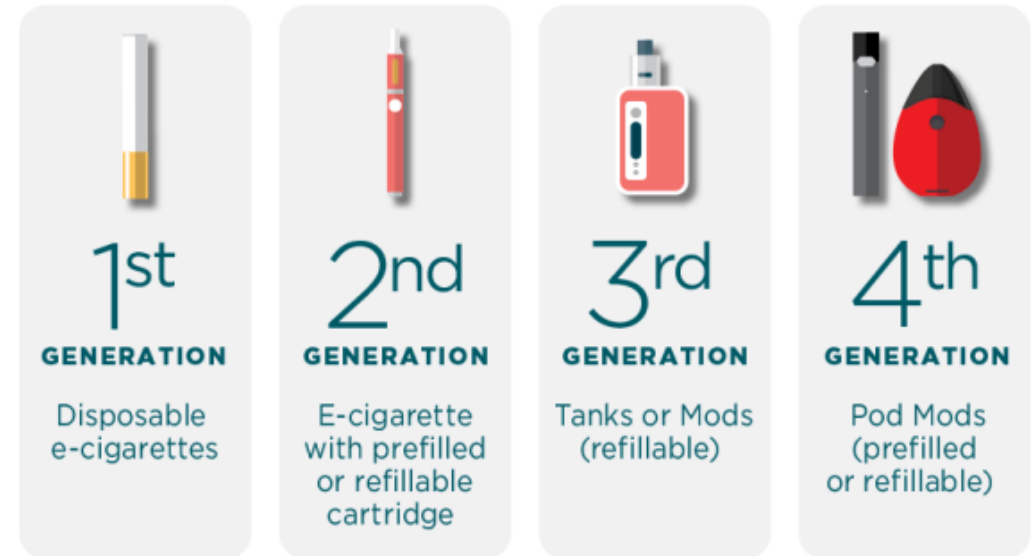 1st
GENERATION
Disposable
e-cigarettes
2nd
GENERATION
E-cigarette
with prefilled
or refillable
cartridge
3rd
GENERATION
Tanks or Mods
(refillable)
4th
GENERATION
Pod Mods
(prefilled
or refillable)